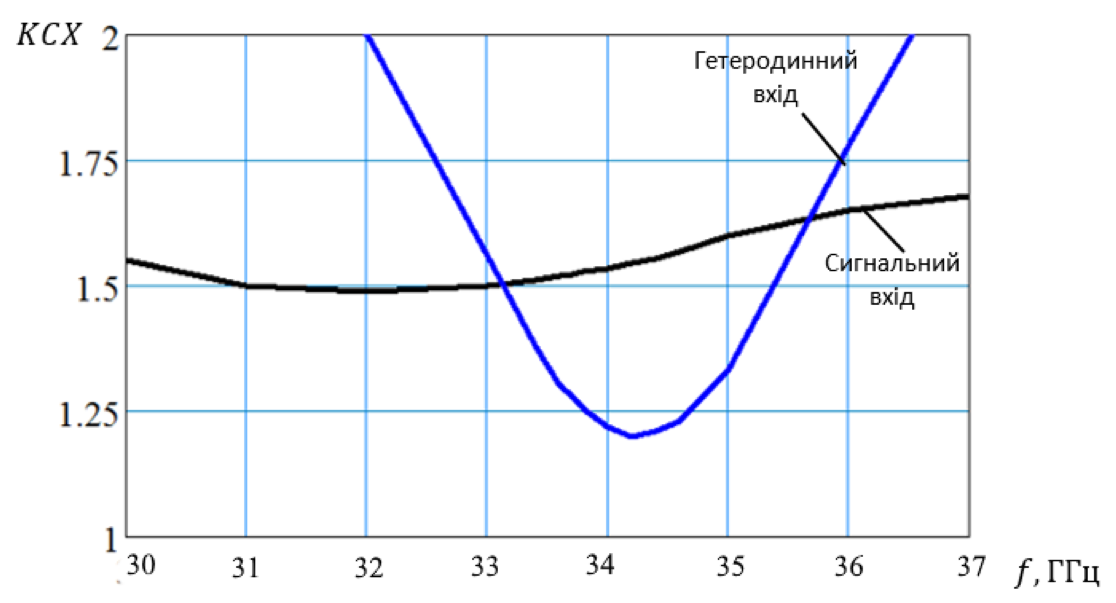 КСХ 2
Гетеродинний
вхід
1.75
Сигнальний
вхід
1.5
1.25
1
30 31 32 33 34 35 36 37 f, ГГц